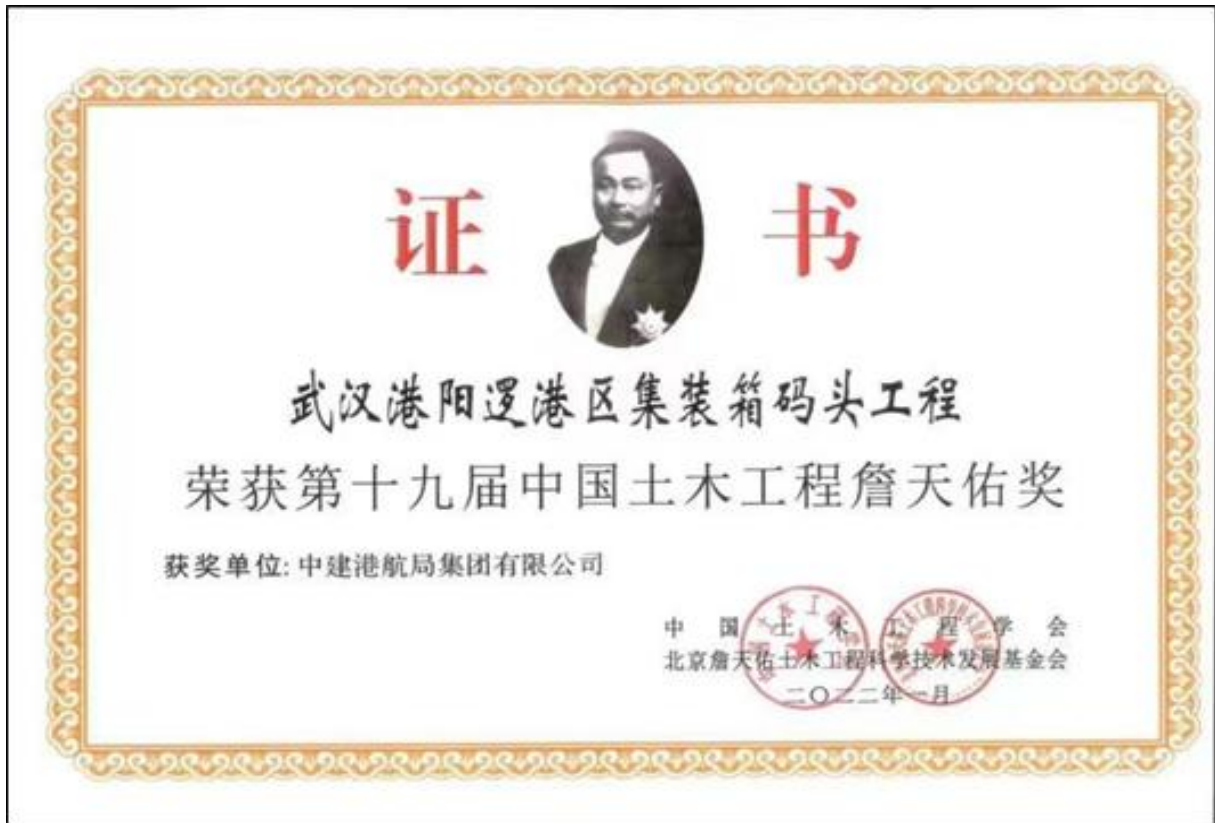 证 书
武汉港阳逻港区集装箱码头工程
荣获第十九届中国土木工程詹天佑奖
获奖单位: 中建港航局集团有限公司
中国土木工程学会
北京詹天佑土木工程科学技术发展基金会
二〇二二年一月